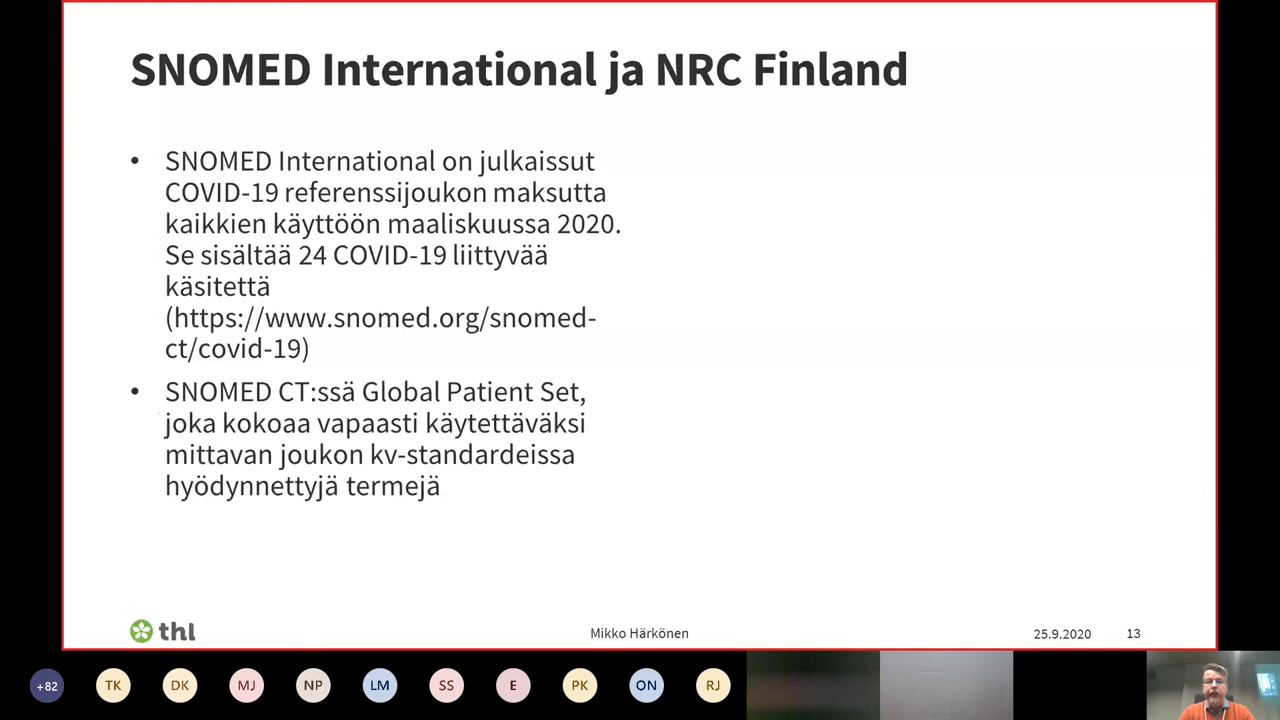 SNOMED International ja NRC Finland
• SNOMED International on julkaissut
COVID-19 referenssijoukon maksutta
kaikkien käyttöön maaliskuussa 2020.
Se sisältää 24 COVID-19 liittyvää
käsitettä
(https://www.snomed.org/snomed-
ct/covid-19)
• SNOMED CT:ssä Global Patient Set,
joka kokoaa vapaasti käytettäväksi
mittavan joukon kv-standardeissa
hyödynnettyjä termejä
thl
Mikko Härkönen
25.9.2020
13
+82 TK DK MJ NP LM SS E PK ON RJ